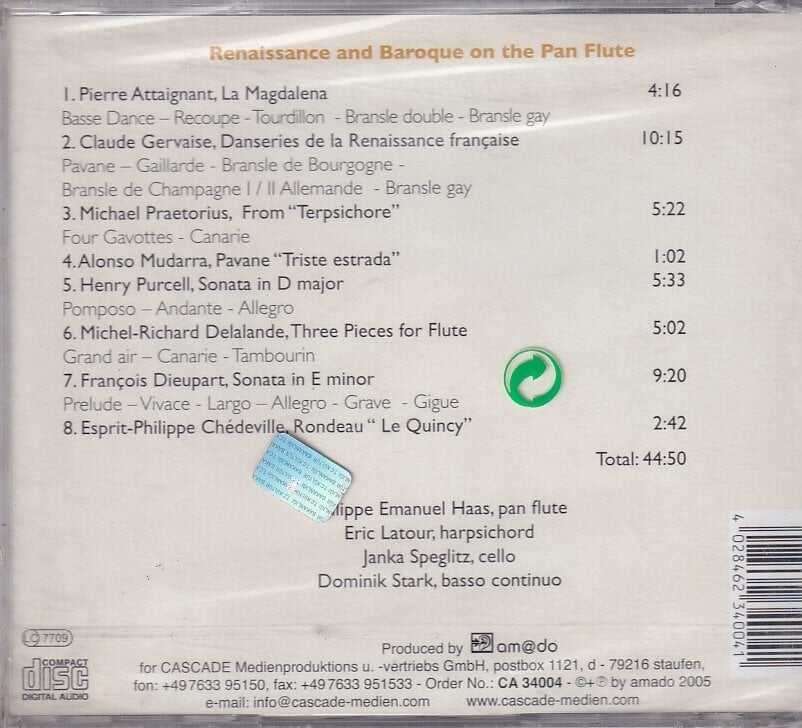 Renaissance and Baroque on the Pan Flute
1. Pierre Attaignant, La Magdalena 4:16
Basse Dance – Recoupe -Tourdillon - Bransle double - Bransle gay
2. Claude Gervaise, Danseries de la Renaissance française 10:15
Pavane – Gaillarde - Bransle de Bourgogne -
Bransle de Champagne I / II Allemande - Bransle gay
3. Michael Praetorius, From "Terpsichore" 5:22
Four Gavottes - Canarie
4. Alonso Mudarra, Pavane "Triste estrada" 1:02
5. Henry Purcell, Sonata in D major 5:33
Pomposo – Andante - Allegro
6. Michel-Richard Delalande, Three Pieces for Flute 5:02
Grand air – Canarie - Tambourin
7. François Dieupart, Sonata in E minor 9:20
Prelude – Vivace - Largo – Allegro - Grave - Gigue
8. Esprit-Philippe Chédeville, Rondeau " Le Quincy" 2:42
Total: 44:50
Emanuel Haas, pan flute
Eric Latour, harpsichord
Janka Speglitz, cello
Dominik Stark, basso continuo
4 028462 340041
LC 7709
COMPACT
disc
DIGITAL AUDIO
Produced by am@do
for CASCADE Medienproduktions u. -vertriebs GmbH, postbox 1121, d - 79216 staufen,
fon: +497633 95150, fax: +497633 951533 - Order No.: CA 34004 - ©+℗ by amado 2005
e-mail: info@cascade-medien.com www.cascade-medien.com